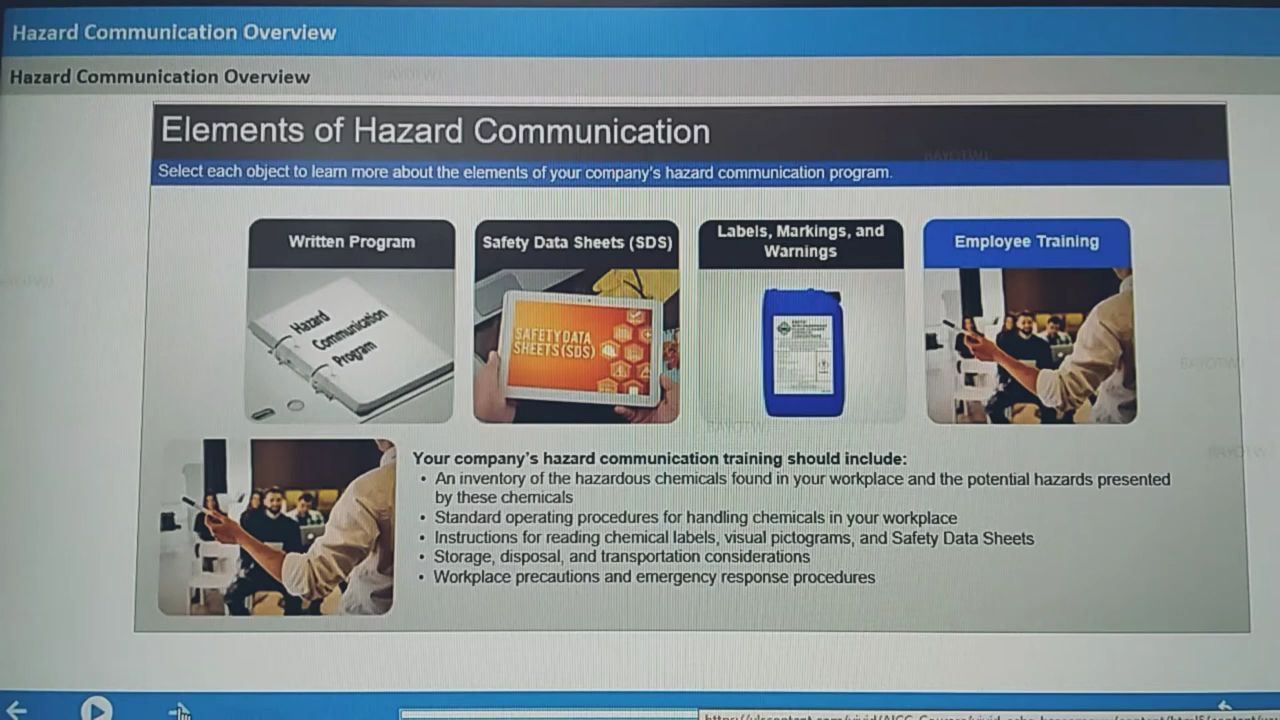 Hazard Communication Overview
Hazard Communication Overview
Elements of Hazard Communication
Select each object to learn more about the elements of your company's hazard communication program.
Written Program
Safety Data Sheets (SDS)
Labels, Markings, and
Warnings
Employee Training
Hazard
Communication
Program
SAFETY DATA
SHEETS (SDS)
Your company's hazard communication training should include:
• An inventory of the hazardous chemicals found in your workplace and the potential hazards presented
by these chemicals
• Standard operating procedures for handling chemicals in your workplace
• Instructions for reading chemical labels, visual pictograms, and Safety Data Sheets
• Storage, disposal, and transportation considerations
• Workplace precautions and emergency response procedures